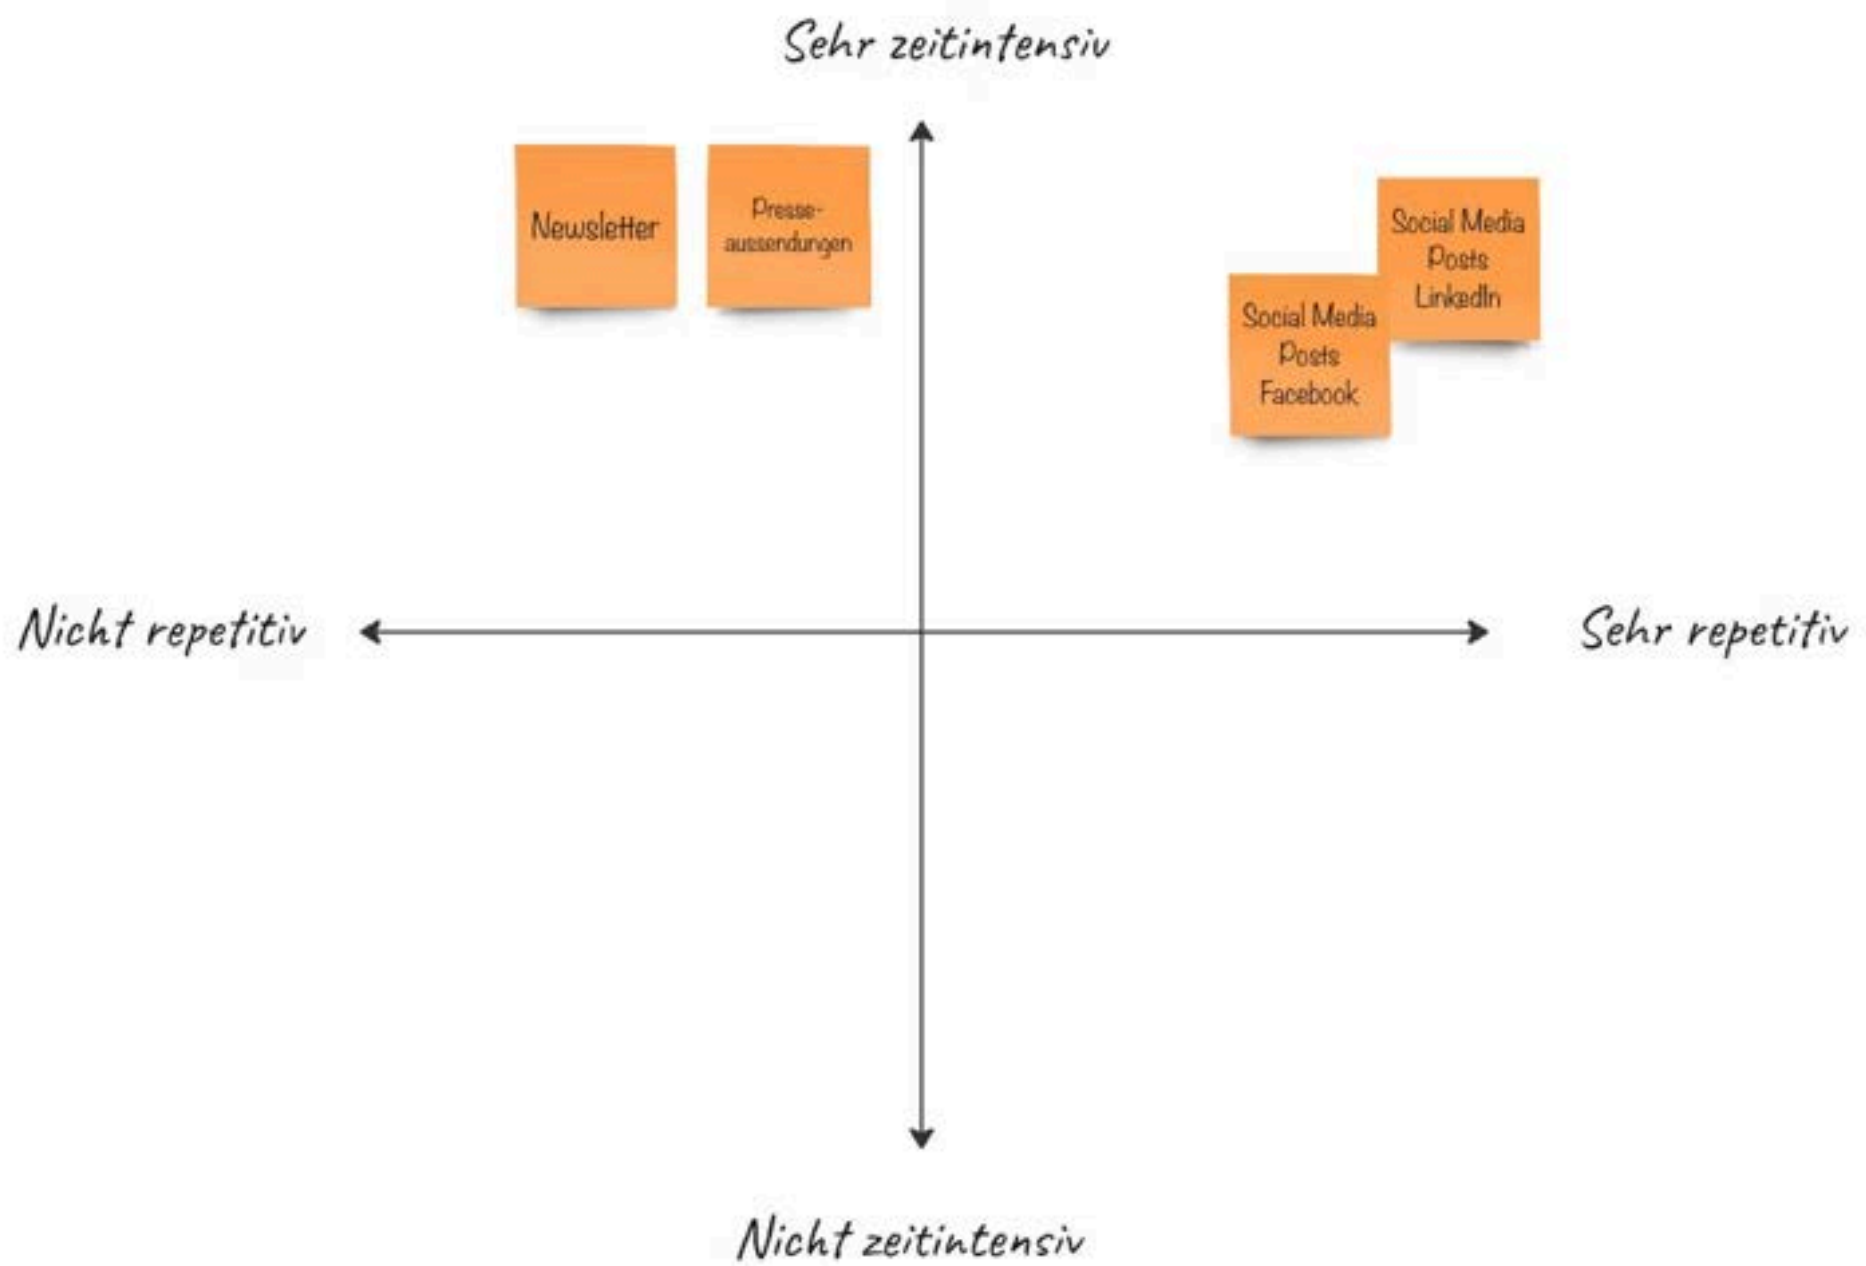 Sehr zeitintensiv
Newsletter
Presse-
aussendungen
Social Media
Posts
LinkedIn
Social Media
Posts
Facebook
Nicht repetitiv
Sehr repetitiv
Nicht zeitintensiv